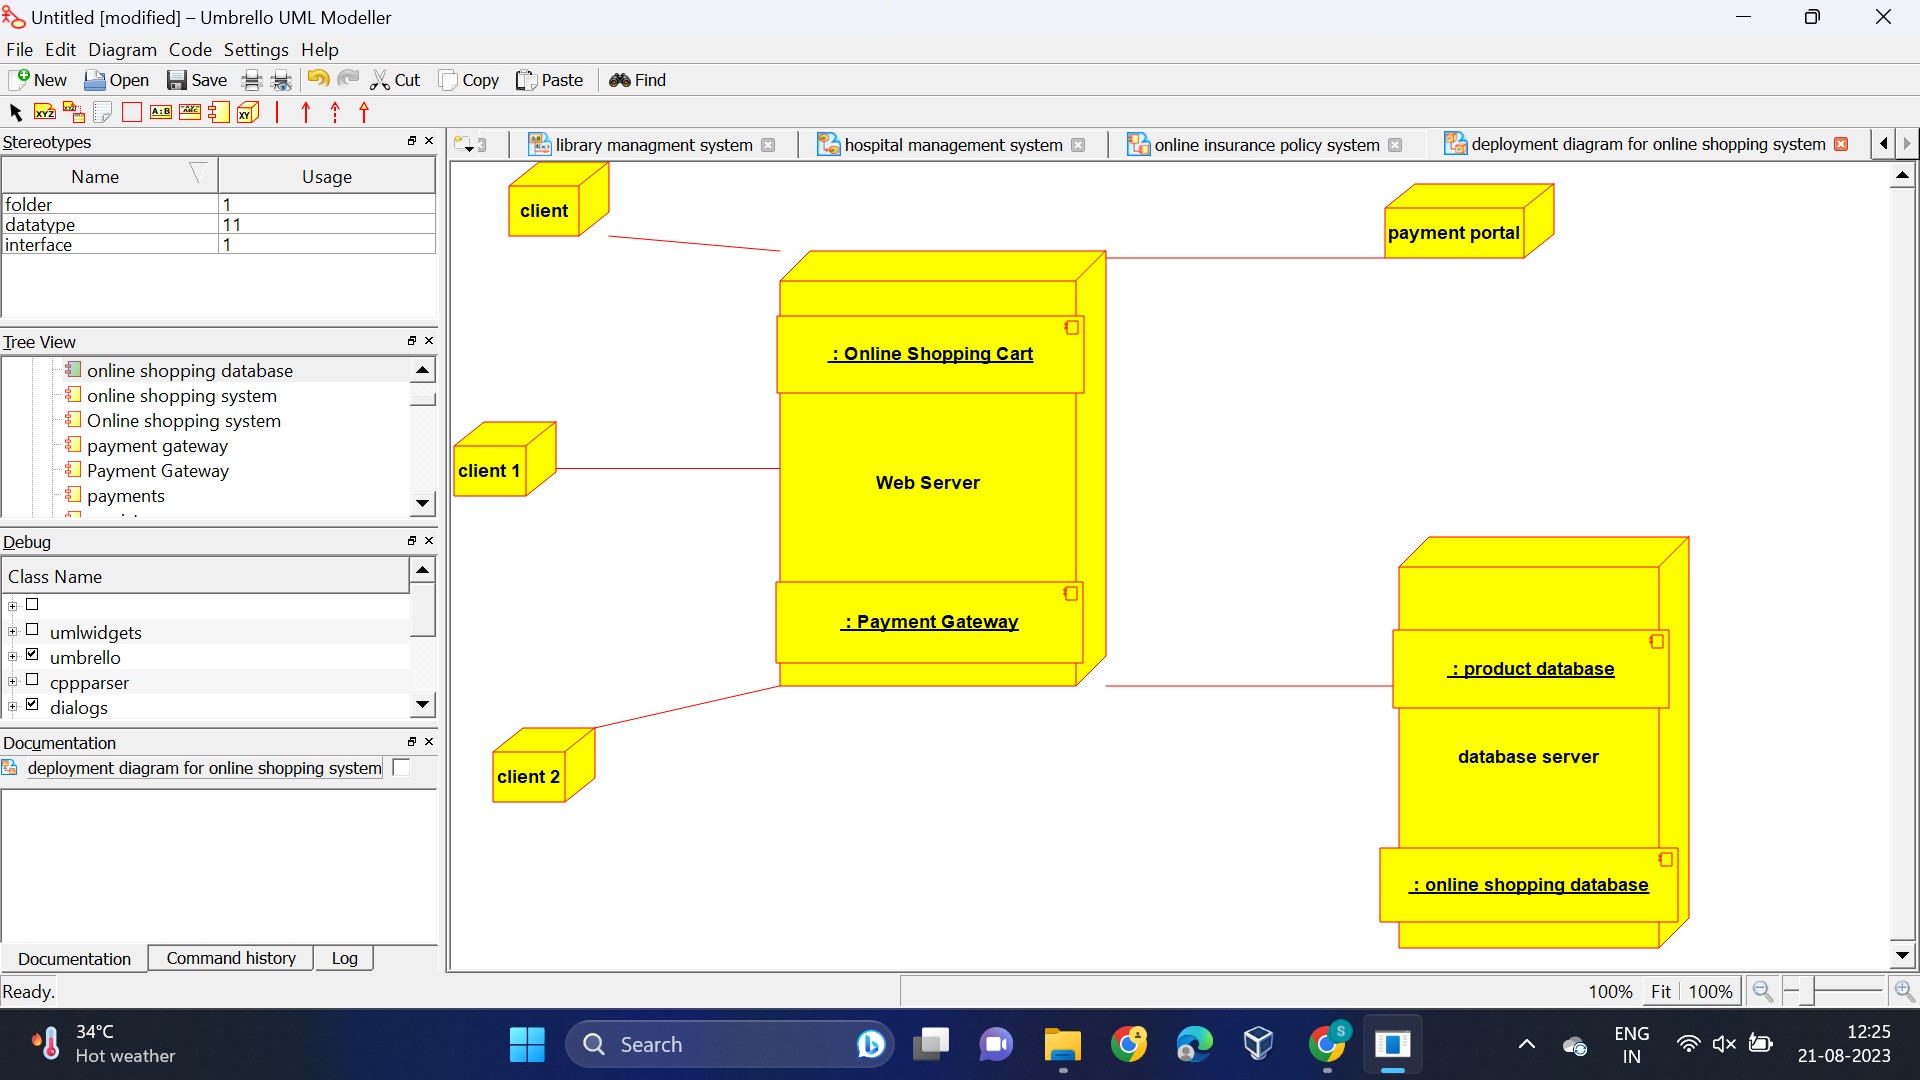 Untitled [modified] – Umbrello UML Modeller
File Edit Diagram Code Settings Help
New Open Save Cut Copy Paste Find
XYZ XYZ A:B XYZ ABC XY
Stereotypes
Name Usage
folder 1
datatype 11
interface 1
Tree View
online shopping database
online shopping system
Online shopping system
payment gateway
Payment Gateway
payments
Debug
Class Name
umlwidgets
umbrello
cppparser
dialogs
Documentation
deployment diagram for online shopping system
Documentation Command history Log
library managment system hospital management system online insurance policy system deployment diagram for online shopping system
client
payment portal
: Online Shopping Cart
client 1
Web Server
: Payment Gateway
client 2
: product database
database server
: online shopping database
Ready.
100% Fit 100%
34°C
Hot weather
Search
S
ENG
IN
12:25
21-08-2023